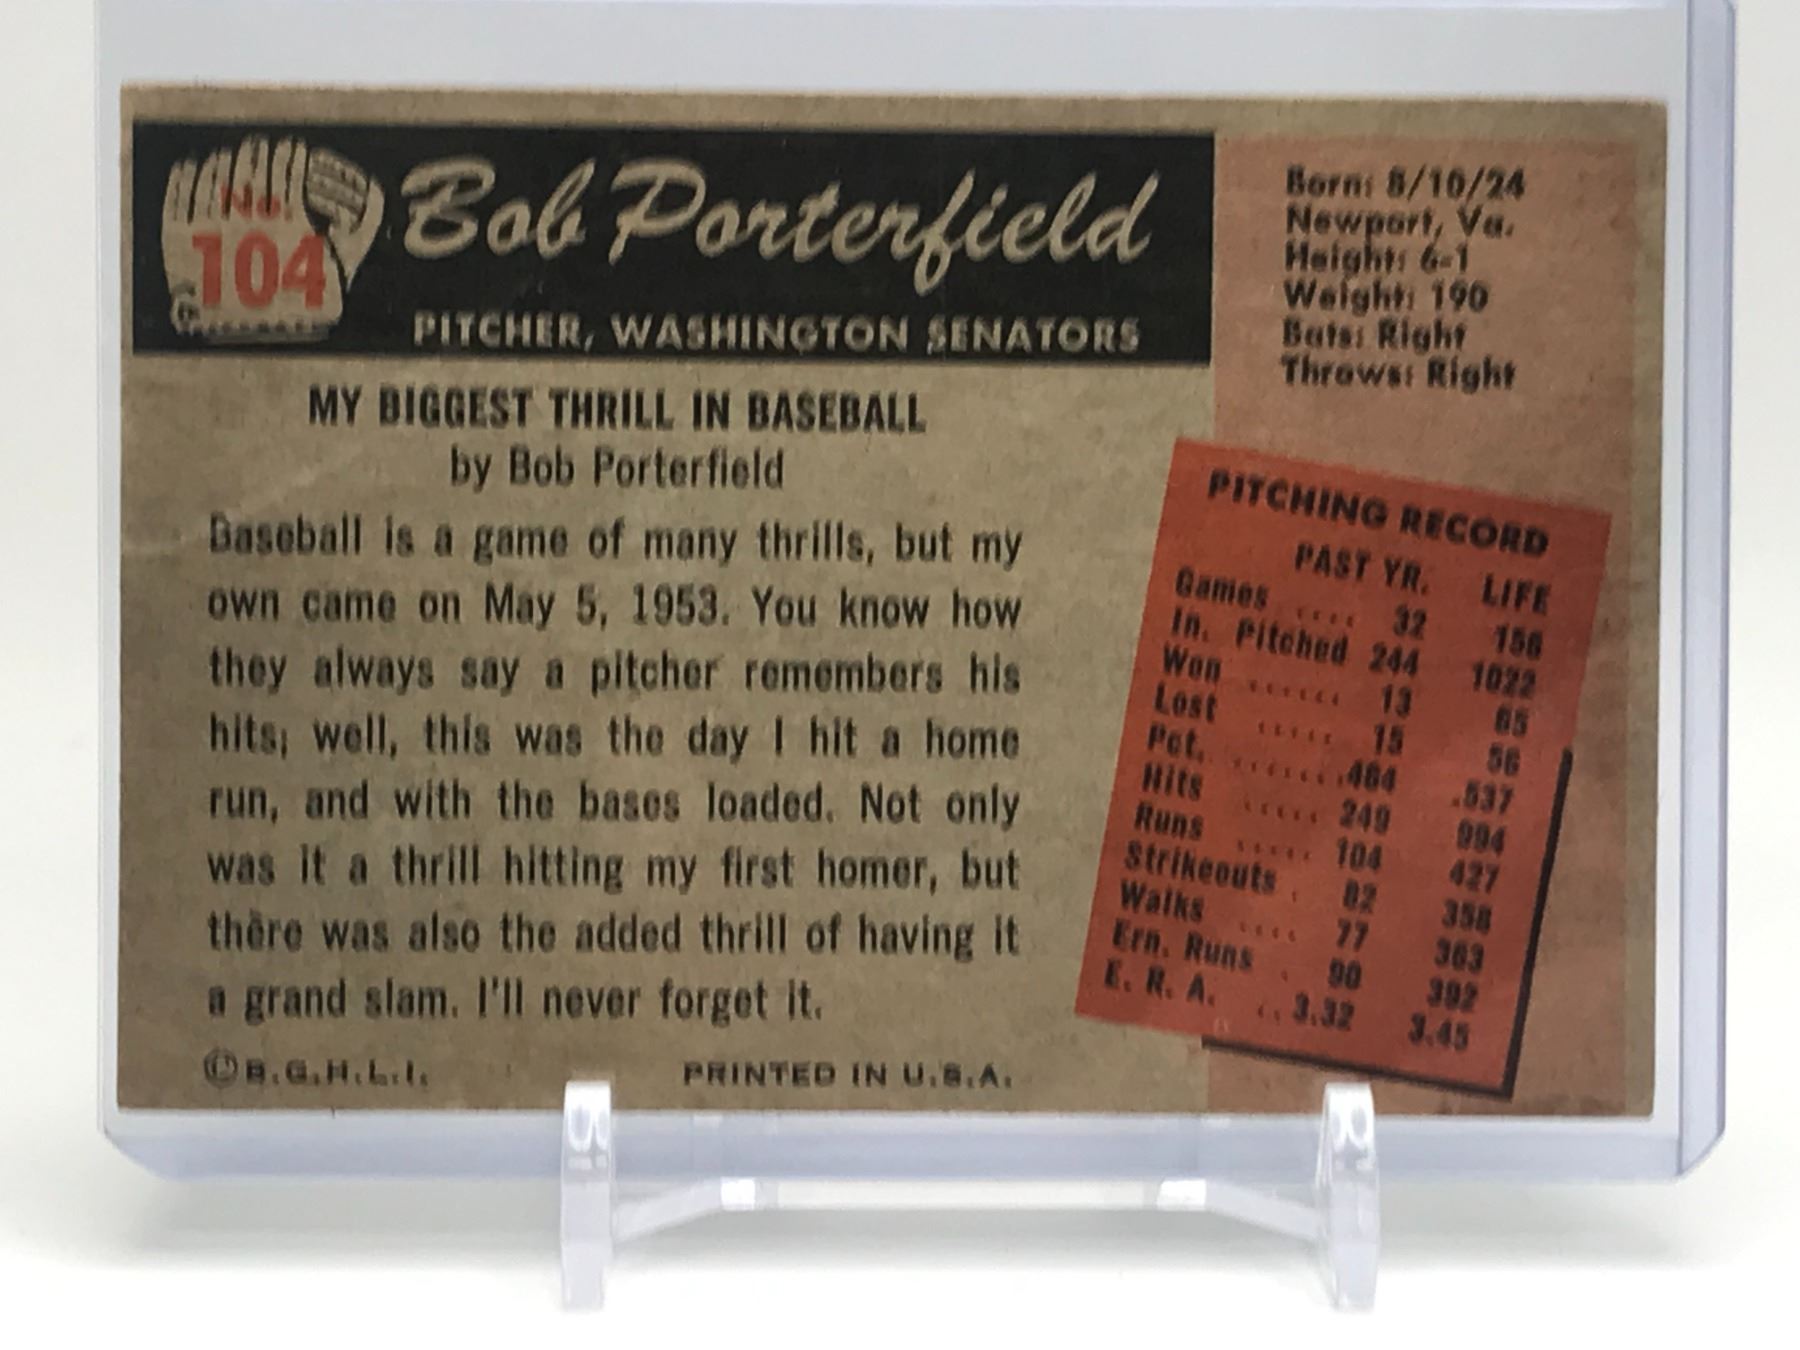 No.
104
Bob Porterfield
PITCHER, WASHINGTON SENATORS
Born: 8/10/24
Newport, Va.
Height: 6-1
Weight: 190
Bats: Right
Throws: Right
MY BIGGEST THRILL IN BASEBALL
by Bob Porterfield
Baseball is a game of many thrills, but my
own came on May 5, 1953. You know how
they always say a pitcher remembers his
hits; well, this was the day I hit a home
run, and with the bases loaded. Not only
was it a thrill hitting my first homer, but
there was also the added thrill of having it
a grand slam. I'll never forget it.
© B.G.H.L.I.
PRINTED IN U.S.A.
PITCHING RECORD
PAST YR. LIFE
Games .... 32 156
In. Pitched 244 1022
Won ...... 13 65
Lost ..... 15 56
Pct. ...... .464 .537
Hits ..... 249 994
Runs ..... 104 427
Strikeouts . 82 358
Walks .... 77 363
Ern. Runs . 90 392
E. R. A. .. 3.32 3.45